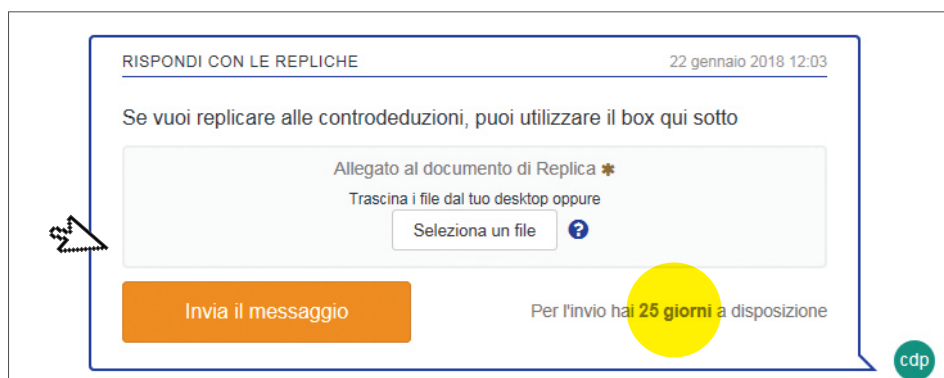 RISPONDI CON LE REPLICHE 22 gennaio 2018 12:03
Se vuoi replicare alle controdeduzioni, puoi utilizzare il box qui sotto
Allegato al documento di Replica ✱
Trascina i file dal tuo desktop oppure
Seleziona un file ?
Invia il messaggio Per l'invio hai 25 giorni a disposizione
cdp